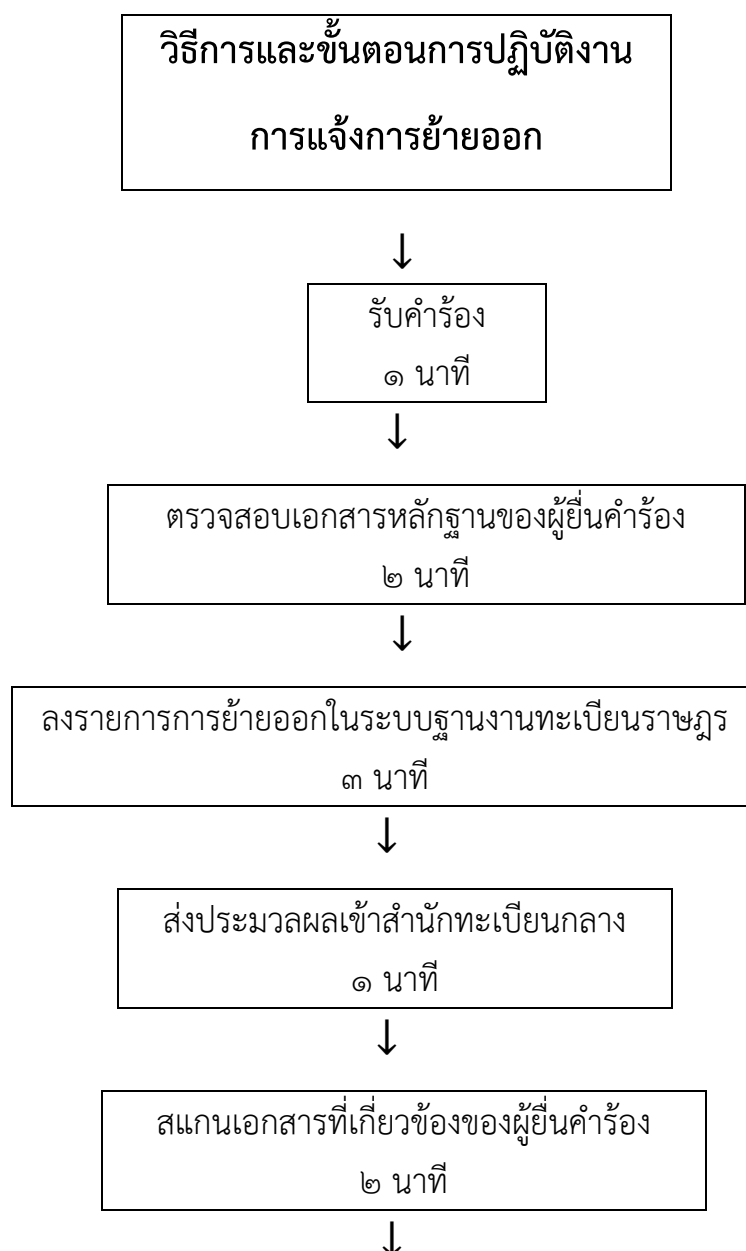 วิธีการและขั้นตอนการปฏิบัติงาน
การแจ้งการย้ายออก
↓
รับคำร้อง
๑ นาที
↓
ตรวจสอบเอกสารหลักฐานของผู้ยื่นคำร้อง
๒ นาที
↓
ลงรายการการย้ายออกในระบบฐานงานทะเบียนราษฎร
๓ นาที
↓
ส่งประมวลผลเข้าสำนักทะเบียนกลาง
๑ นาที
↓
สแกนเอกสารที่เกี่ยวข้องของผู้ยื่นคำร้อง
๒ นาที
↓